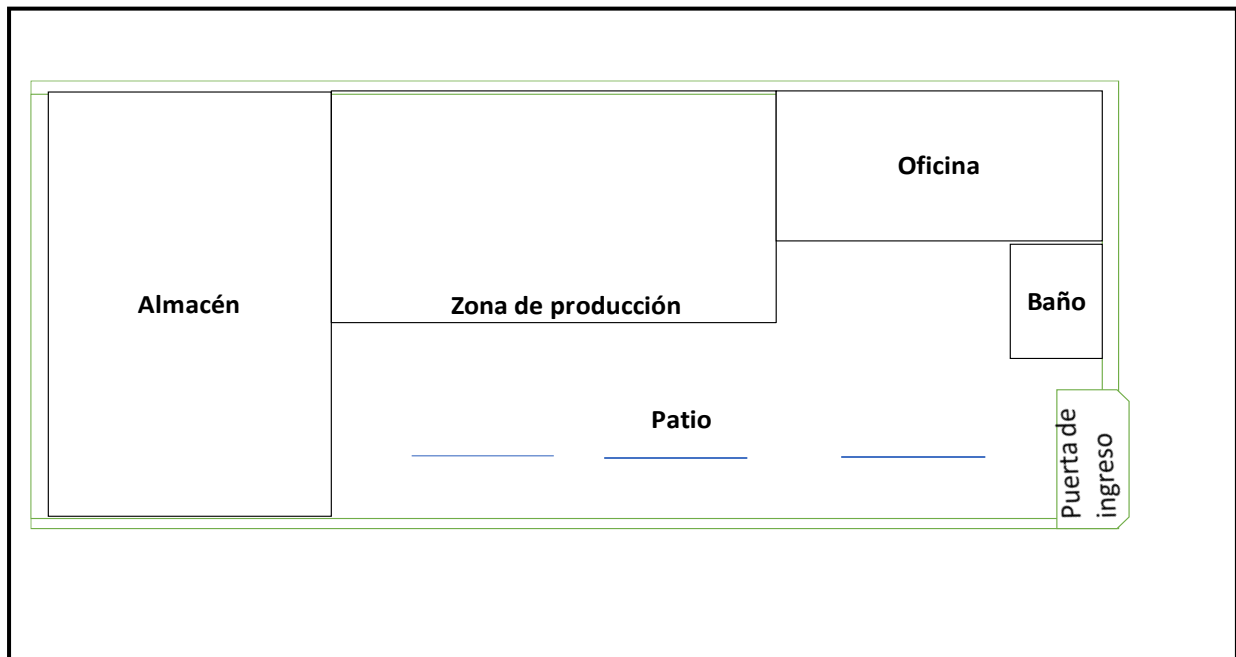 Oficina
Almacén
Zona de producción
Baño
Patio
Puerta de
ingreso